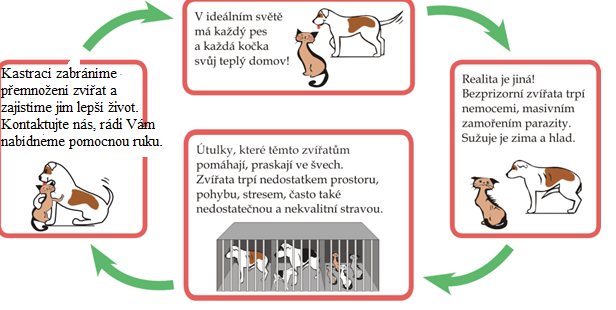 V ideálním světě
má každý pes
a každá kočka
svůj teplý domov!
Realita je jiná!
Bezprizorní zvířata trpí
nemocemi, masivním
zamořením parazity.
Sužuje je zima a hlad.
Útulky, které těmto zvířatům
pomáhají, praskají ve švech.
Zvířata trpí nedostatkem prostoru,
pohybu, stresem, často také
nedostatečnou a nekvalitní stravou.
Kastrací zabráníme
přemnožení zvířat a
zajistíme jim lepší život.
Kontaktujte nás, rádi Vám
nabídneme pomocnou ruku.